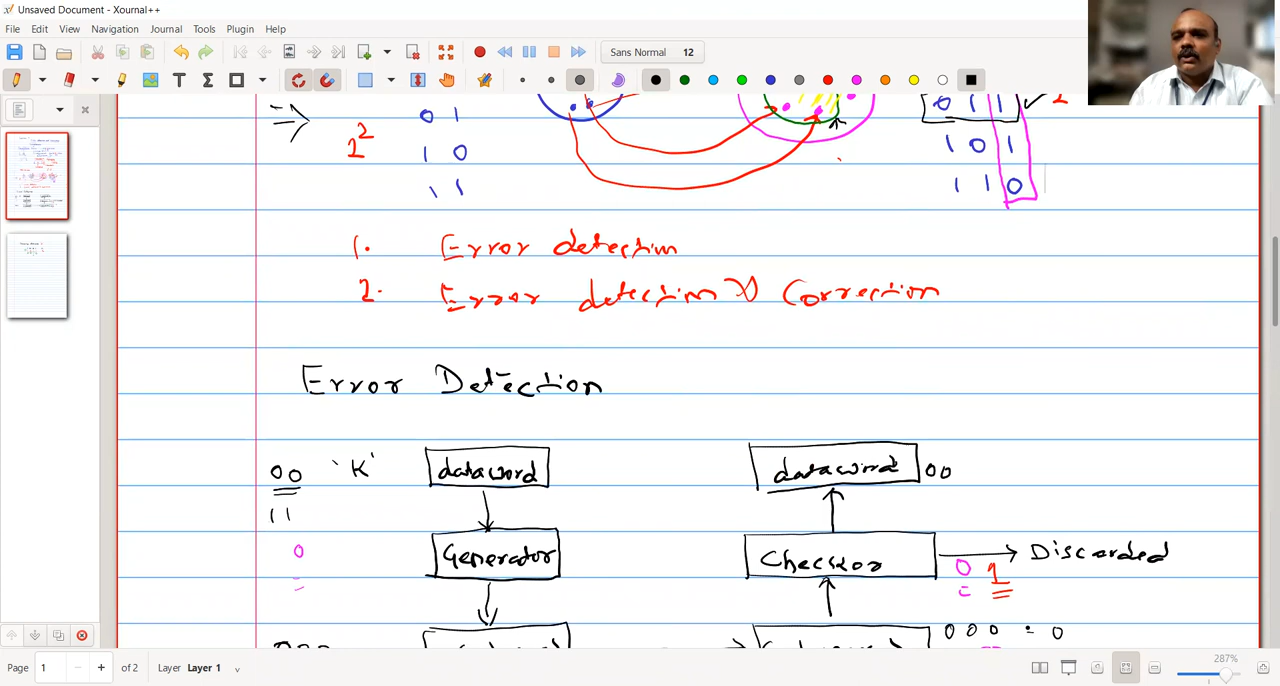 Unsaved Document - Xournal++
File Edit View Navigation Journal Tools Plugin Help
Sans Normal 12
0 1 0 1 1
2² 1 0 1 0 1
1 1 1 1 0
1. Error detection
2. Error detection & Correction
Error Detection
00 'K' dataword dataword 00
11
0 Generator Checker Discarded
0 1
000 000 = 0
Page 1 of 2 Layer Layer 1 287%